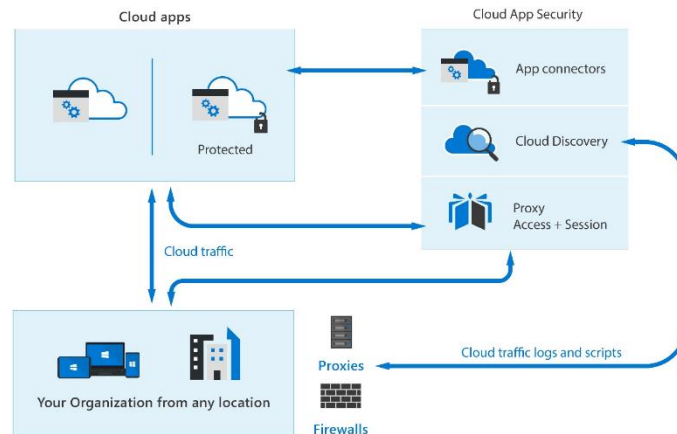 Cloud apps
Protected
Cloud App Security
App connectors
Cloud Discovery
Proxy
Access + Session
Cloud traffic
Your Organization from any location
Proxies
Firewalls
Cloud traffic logs and scripts